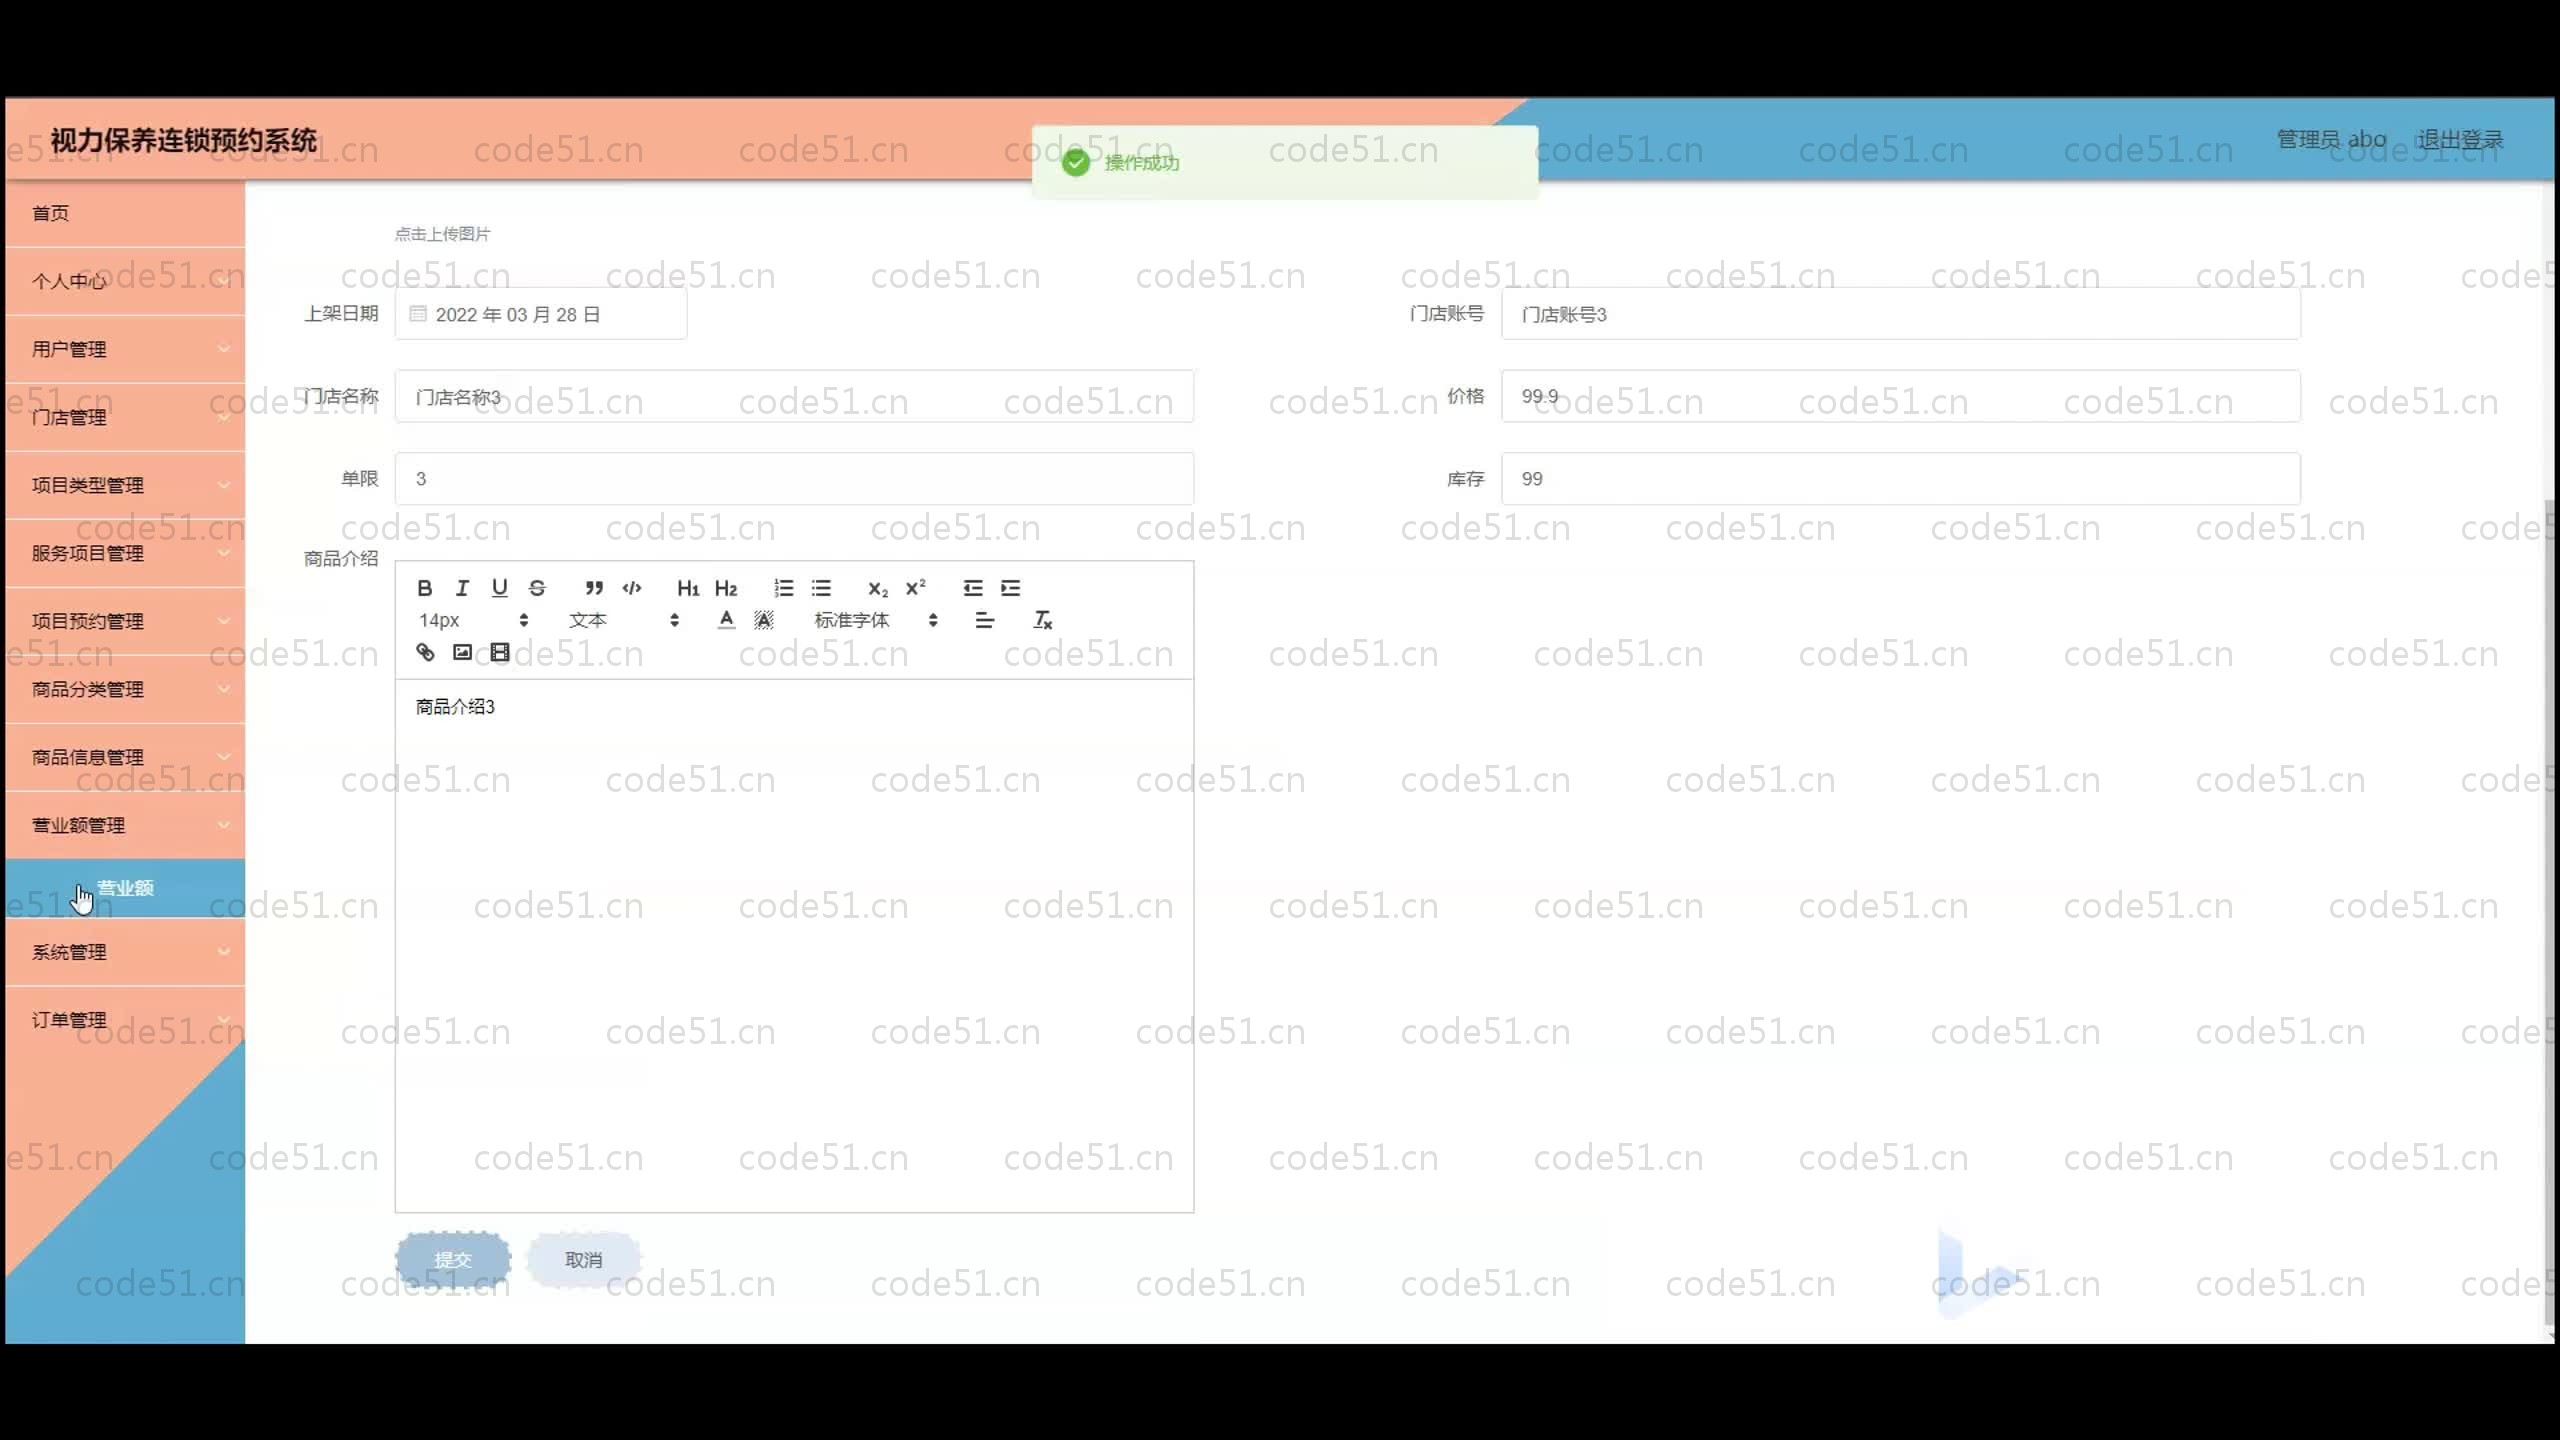 视力保养连锁预约系统
操作成功
管理员 abo 退出登录
首页
个人中心
用户管理
门店管理
项目类型管理
服务项目管理
项目预约管理
商品分类管理
商品信息管理
营业额管理
营业额
系统管理
订单管理
点击上传图片
上架日期 2022 年 03 月 28 日
门店账号 门店账号3
门店名称 门店名称3
价格 99.9
单限 3
库存 99
商品介绍
B I U S H1 H2 X2 X2
14px 文本 A A 标准字体 Tx
商品介绍3
提交 取消
code51.cn